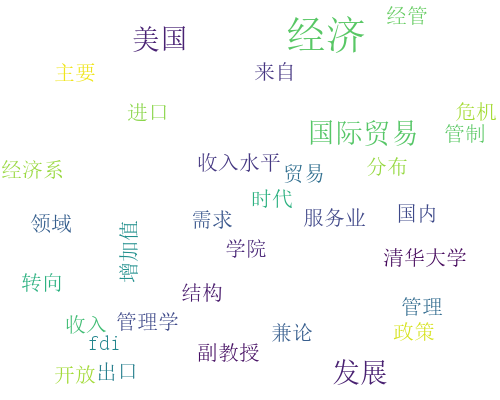 经管
经济
美国
主要
来自
进口
危机
国际贸易
管制
收入水平
贸易
分布
经济系
时代
领域
需求
服务业
国内
增加值
学院
清华大学
转向
结构
管理
收入
管理学
兼论
政策
fdi
副教授
开放
出口
发展